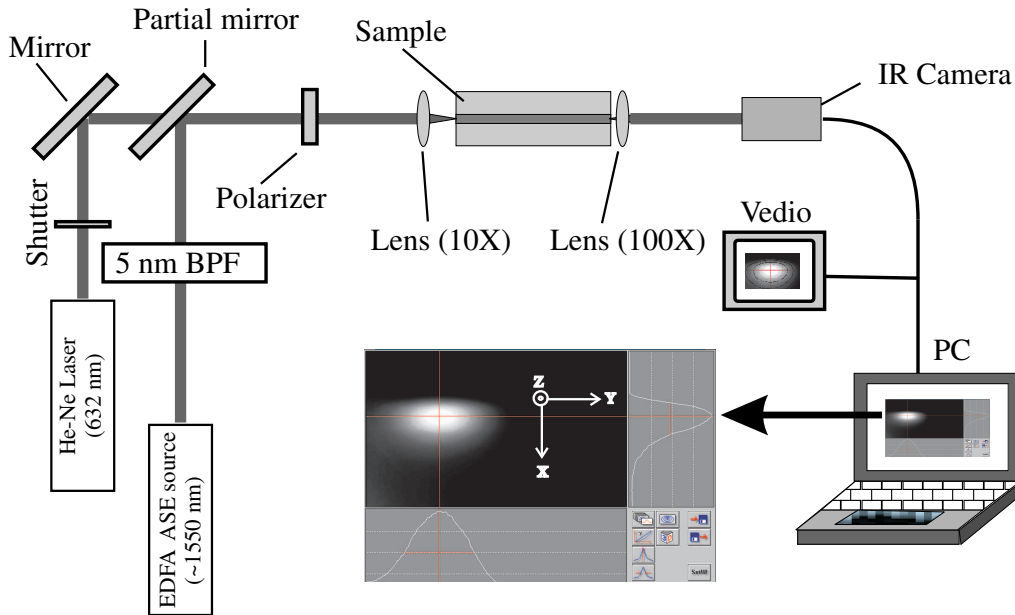 Partial mirror
Mirror
Sample
IR Camera
Polarizer
Shutter
Lens (10X)
Lens (100X)
Vedio
5 nm BPF
PC
He-Ne Laser
(632 nm)
EDFA ASE source
(~1550 nm)
Z
Y
X